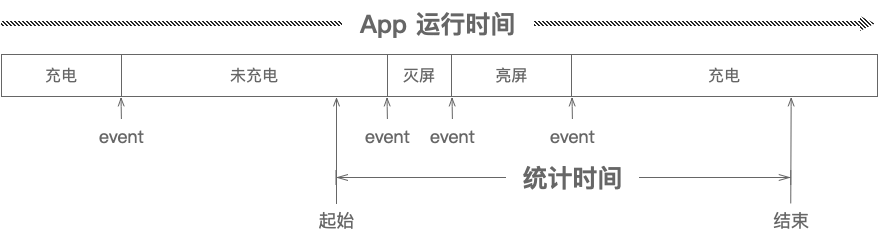 App 运行时间
充电 未充电 灭屏 亮屏 充电
event event event event
统计时间
起始 结束